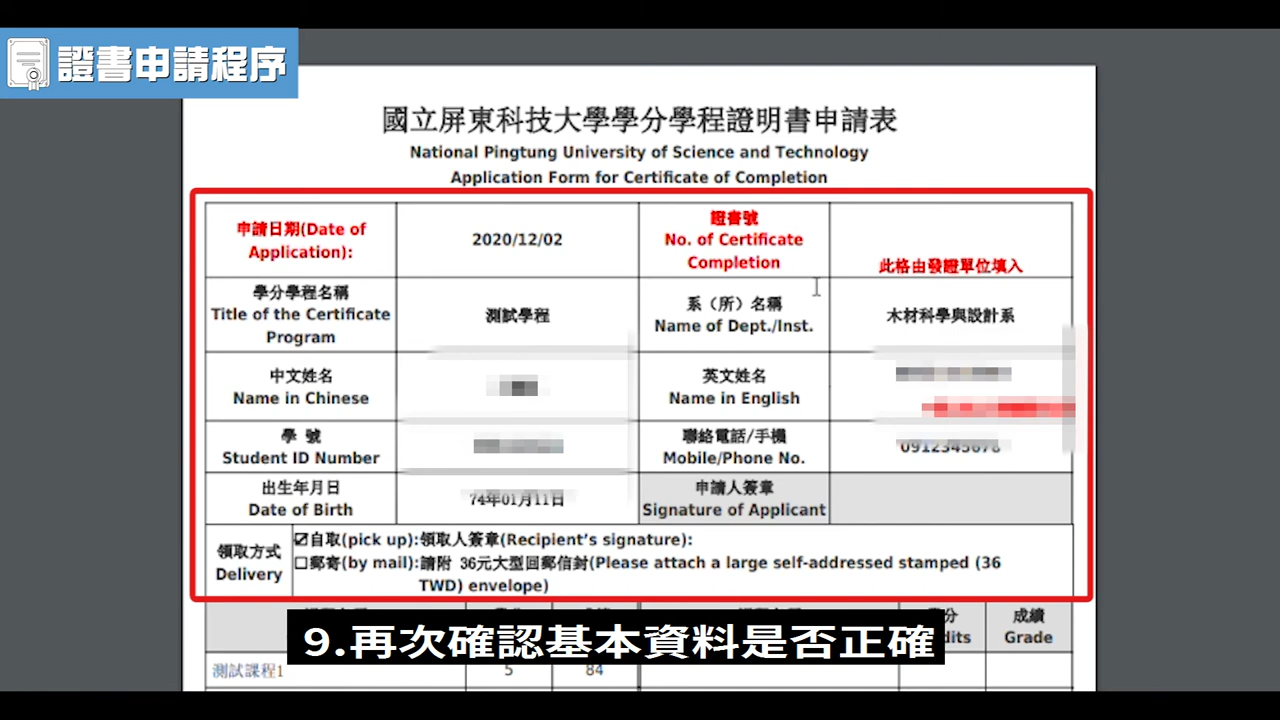 證書申請程序
國立屏東科技大學學分學程證明書申請表
National Pingtung University of Science and Technology
Application Form for Certificate of Completion
申請日期(Date of
Application):
2020/12/02
證書號
No. of Certificate
Completion
此格由發證單位填入
學分學程名稱
Title of the Certificate
Program
測試學程
系（所）名稱
Name of Dept./Inst.
木材科學與設計系
中文姓名
Name in Chinese
英文姓名
Name in English
學 號
Student ID Number
聯絡電話/手機
Mobile/Phone No.
0912345678
出生年月日
Date of Birth
74年01月11日
申請人簽章
Signature of Applicant
領取方式
Delivery
☑自取(pick up):領取人簽章(Recipient's signature):
☐郵寄(by mail):請附 36元大型回郵信封(Please attach a large self-addressed stamped (36
TWD) envelope)
成績
Grade
9.再次確認基本資料是否正確
測試課程1
5
84